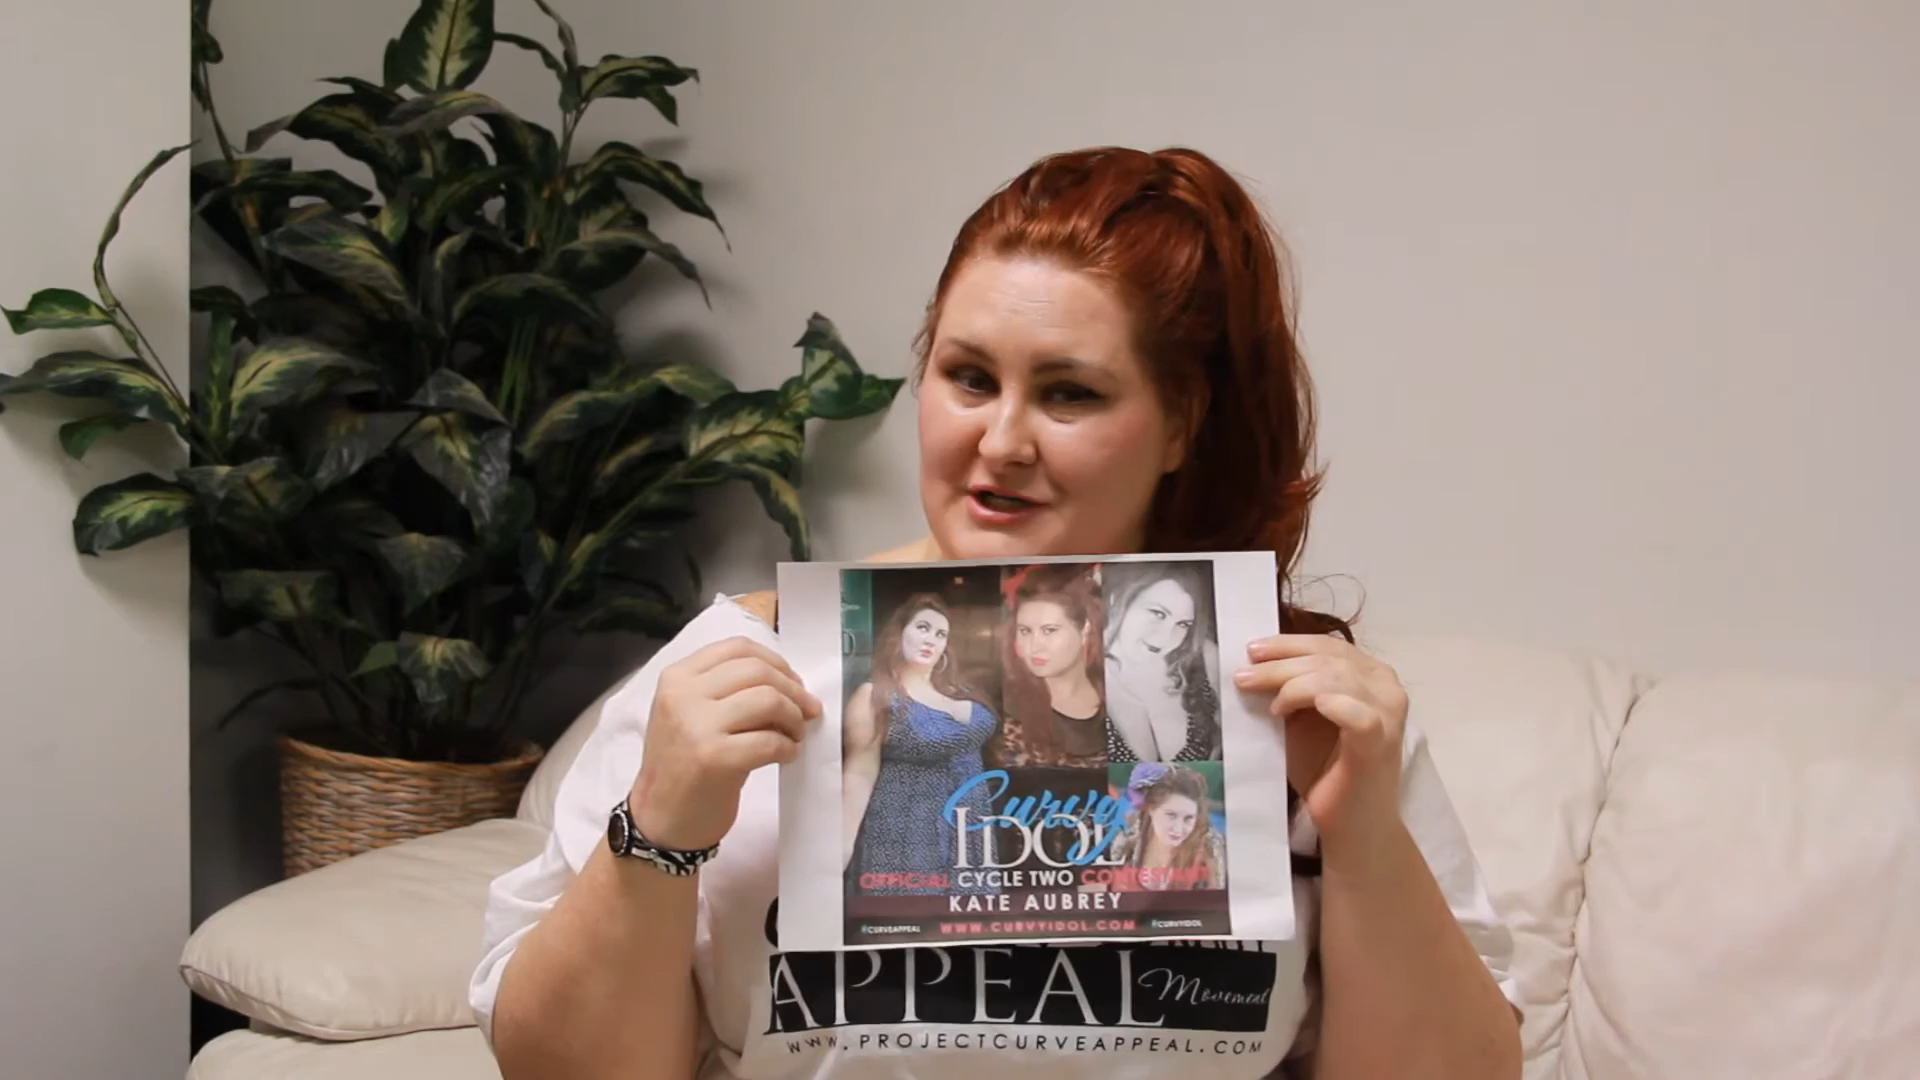 Curvy
IDOL
OFFICIAL CYCLE TWO CONTESTANT
KATE AUBREY
#CURVEAPPEAL WWW.CURVYIDOL.COM #CURVYIDOL
APPEAL Movement
WWW.PROJECTCURVEAPPEAL.COM